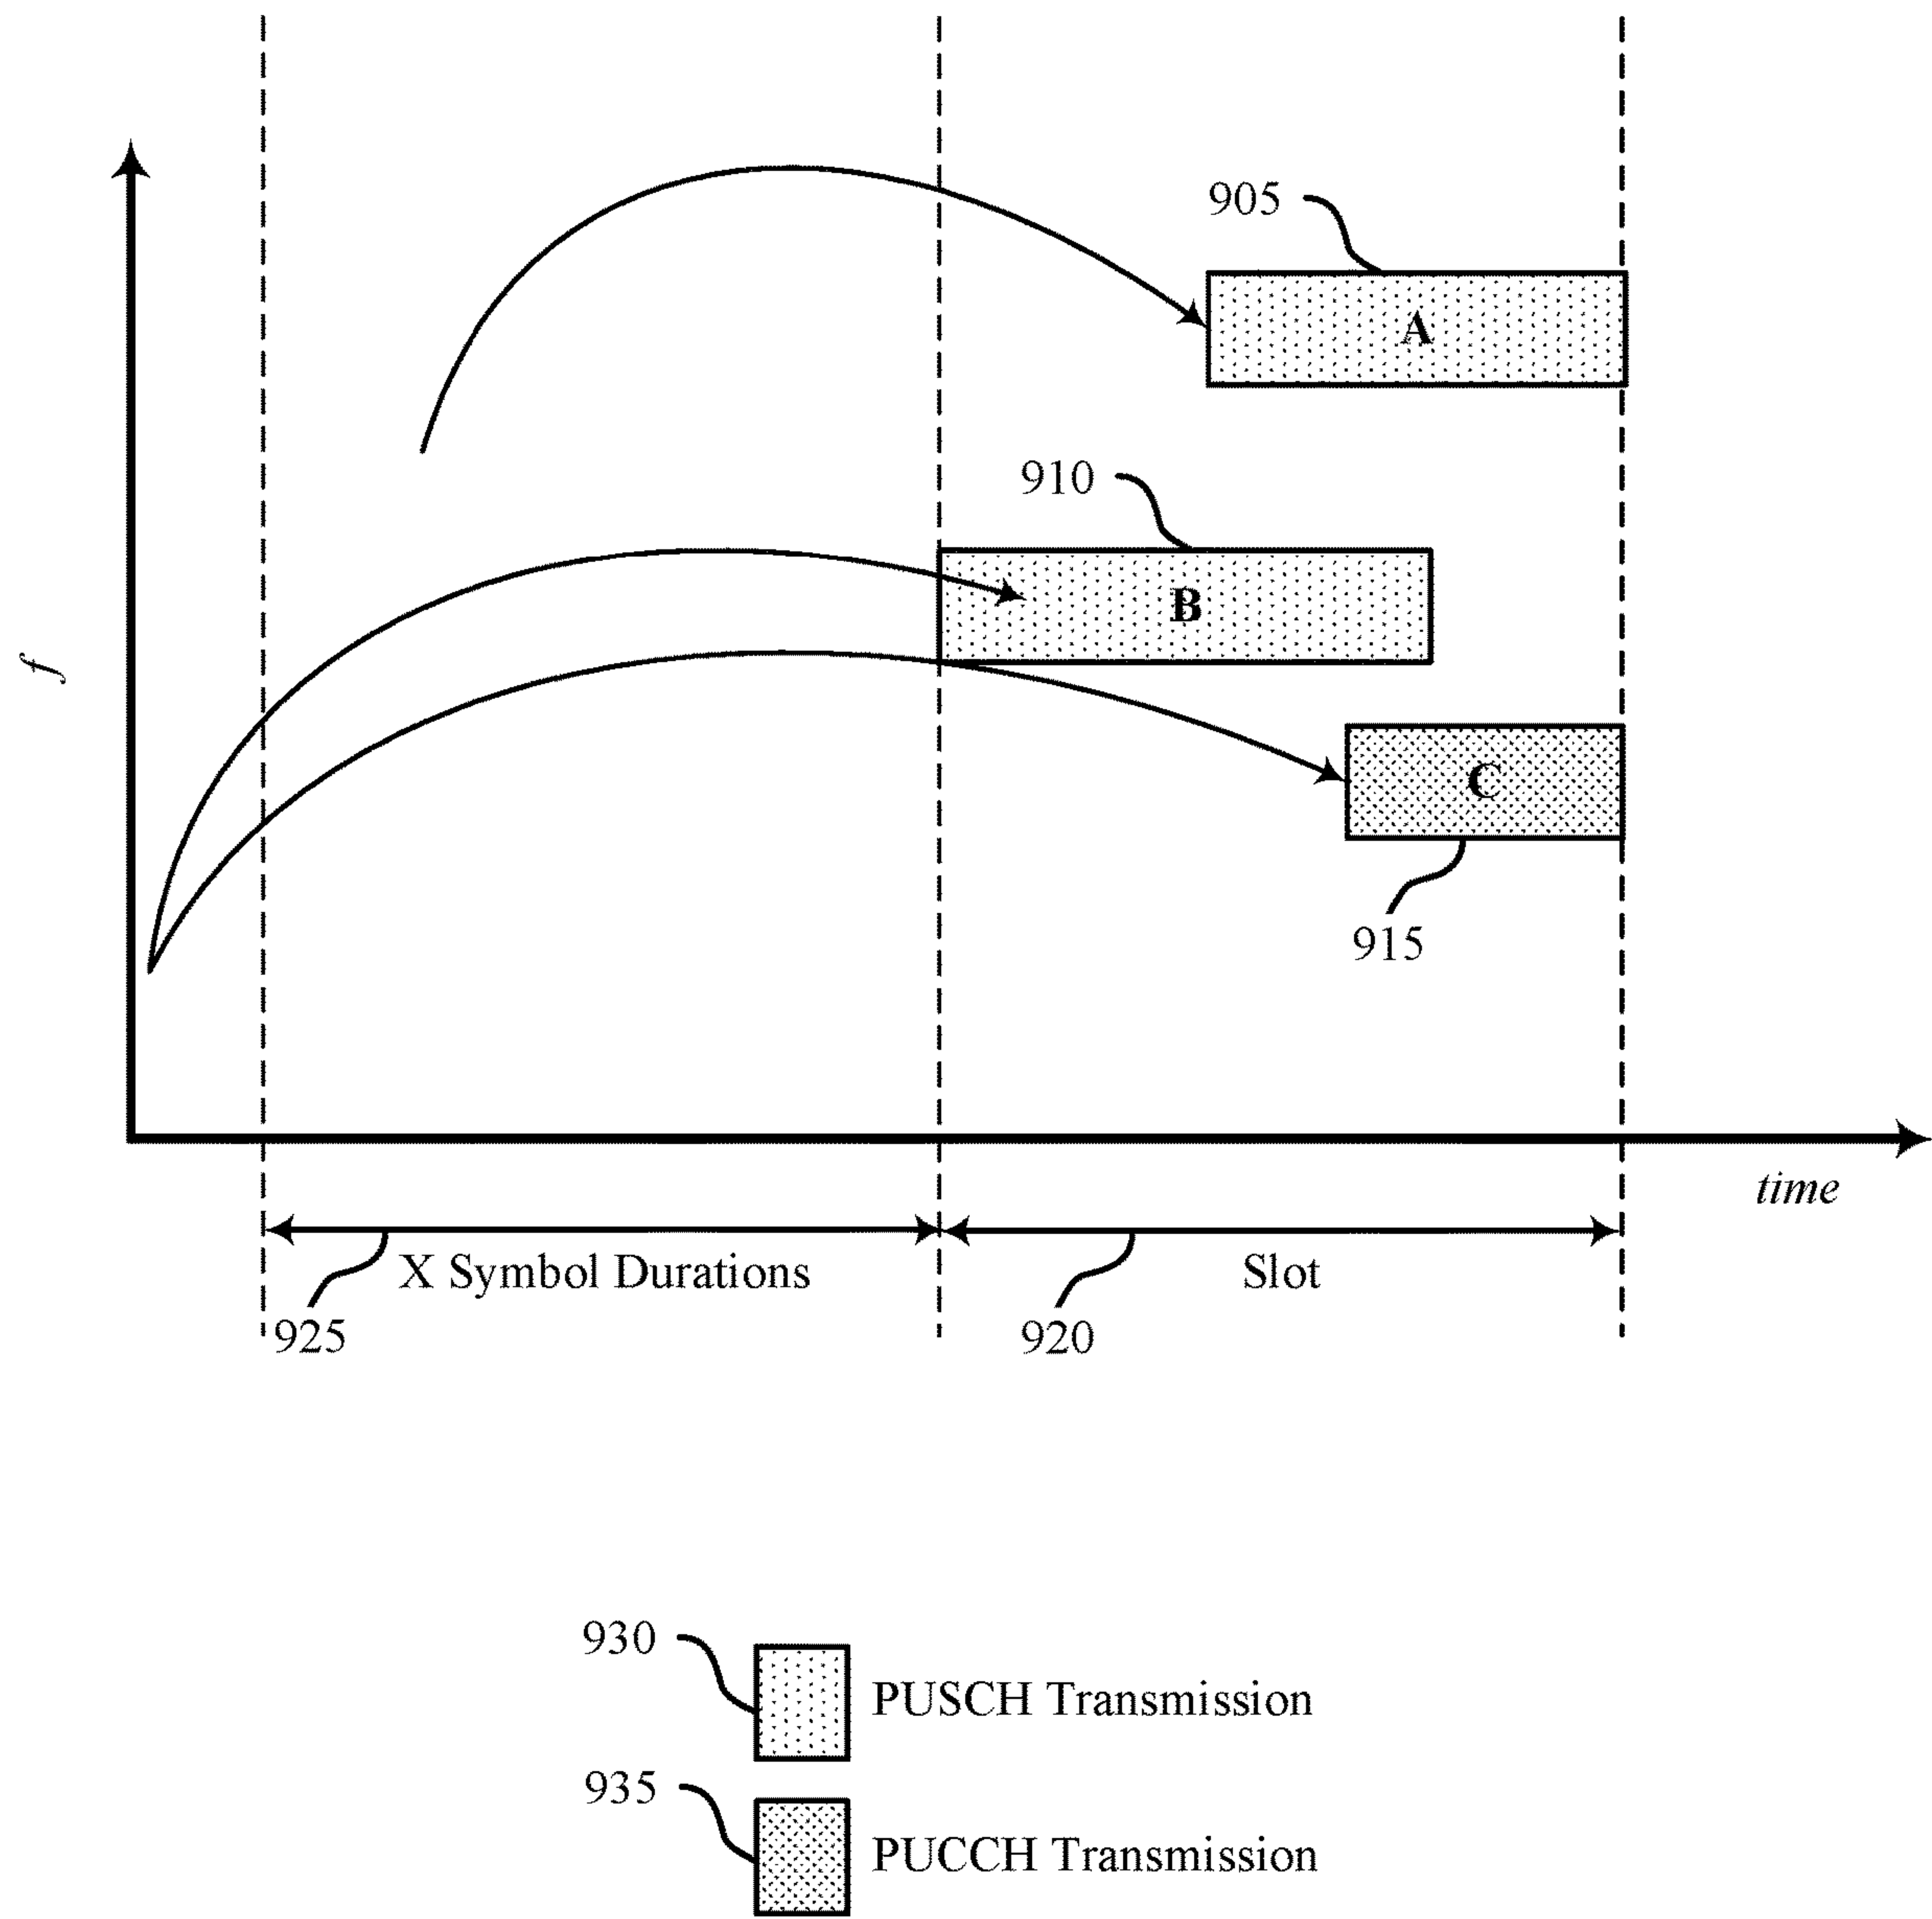 905
A
910
f
B
C
915
time
X Symbol Durations
Slot
925
920
930
PUSCH Transmission
935
PUCCH Transmission